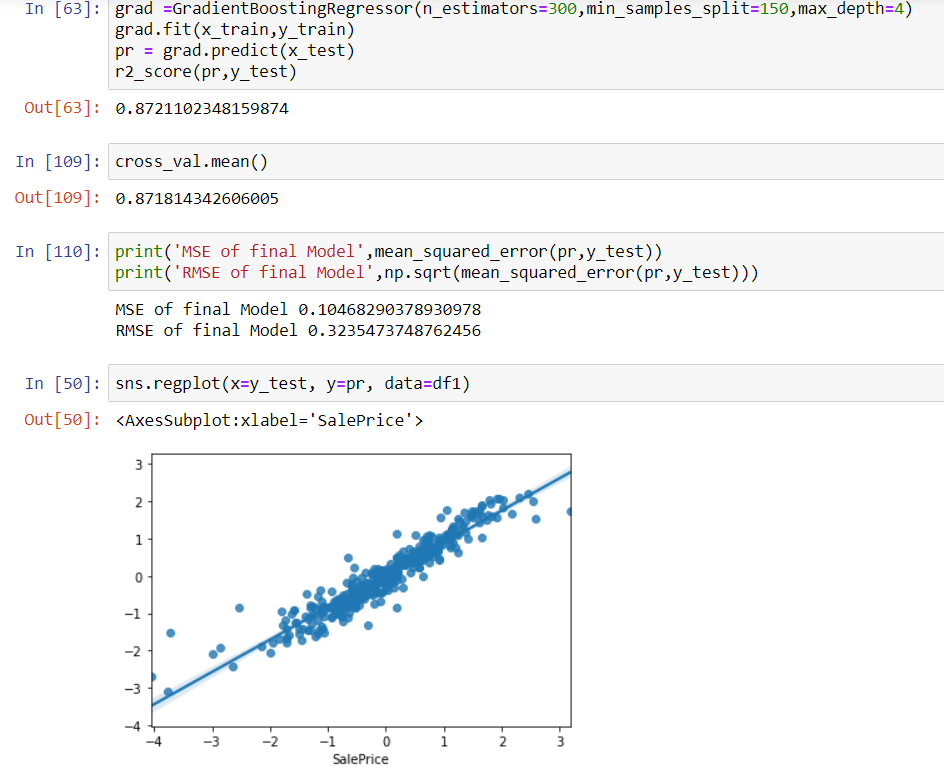 In [63]: grad =GradientBoostingRegressor(n_estimators=300,min_samples_split=150,max_depth=4)
grad.fit(x_train,y_train)
pr = grad.predict(x_test)
r2_score(pr,y_test)
Out[63]: 0.8721102348159874
In [109]: cross_val.mean()
Out[109]: 0.871814342606005
In [110]: print('MSE of final Model',mean_squared_error(pr,y_test))
print('RMSE of final Model',np.sqrt(mean_squared_error(pr,y_test)))
MSE of final Model 0.10468290378930978
RMSE of final Model 0.3235473748762456
In [50]: sns.regplot(x=y_test, y=pr, data=df1)
Out[50]: <AxesSubplot:xlabel='SalePrice'>
3
2
1
0
−1
−2
−3
−4
−4 −3 −2 −1 0 1 2 3
SalePrice